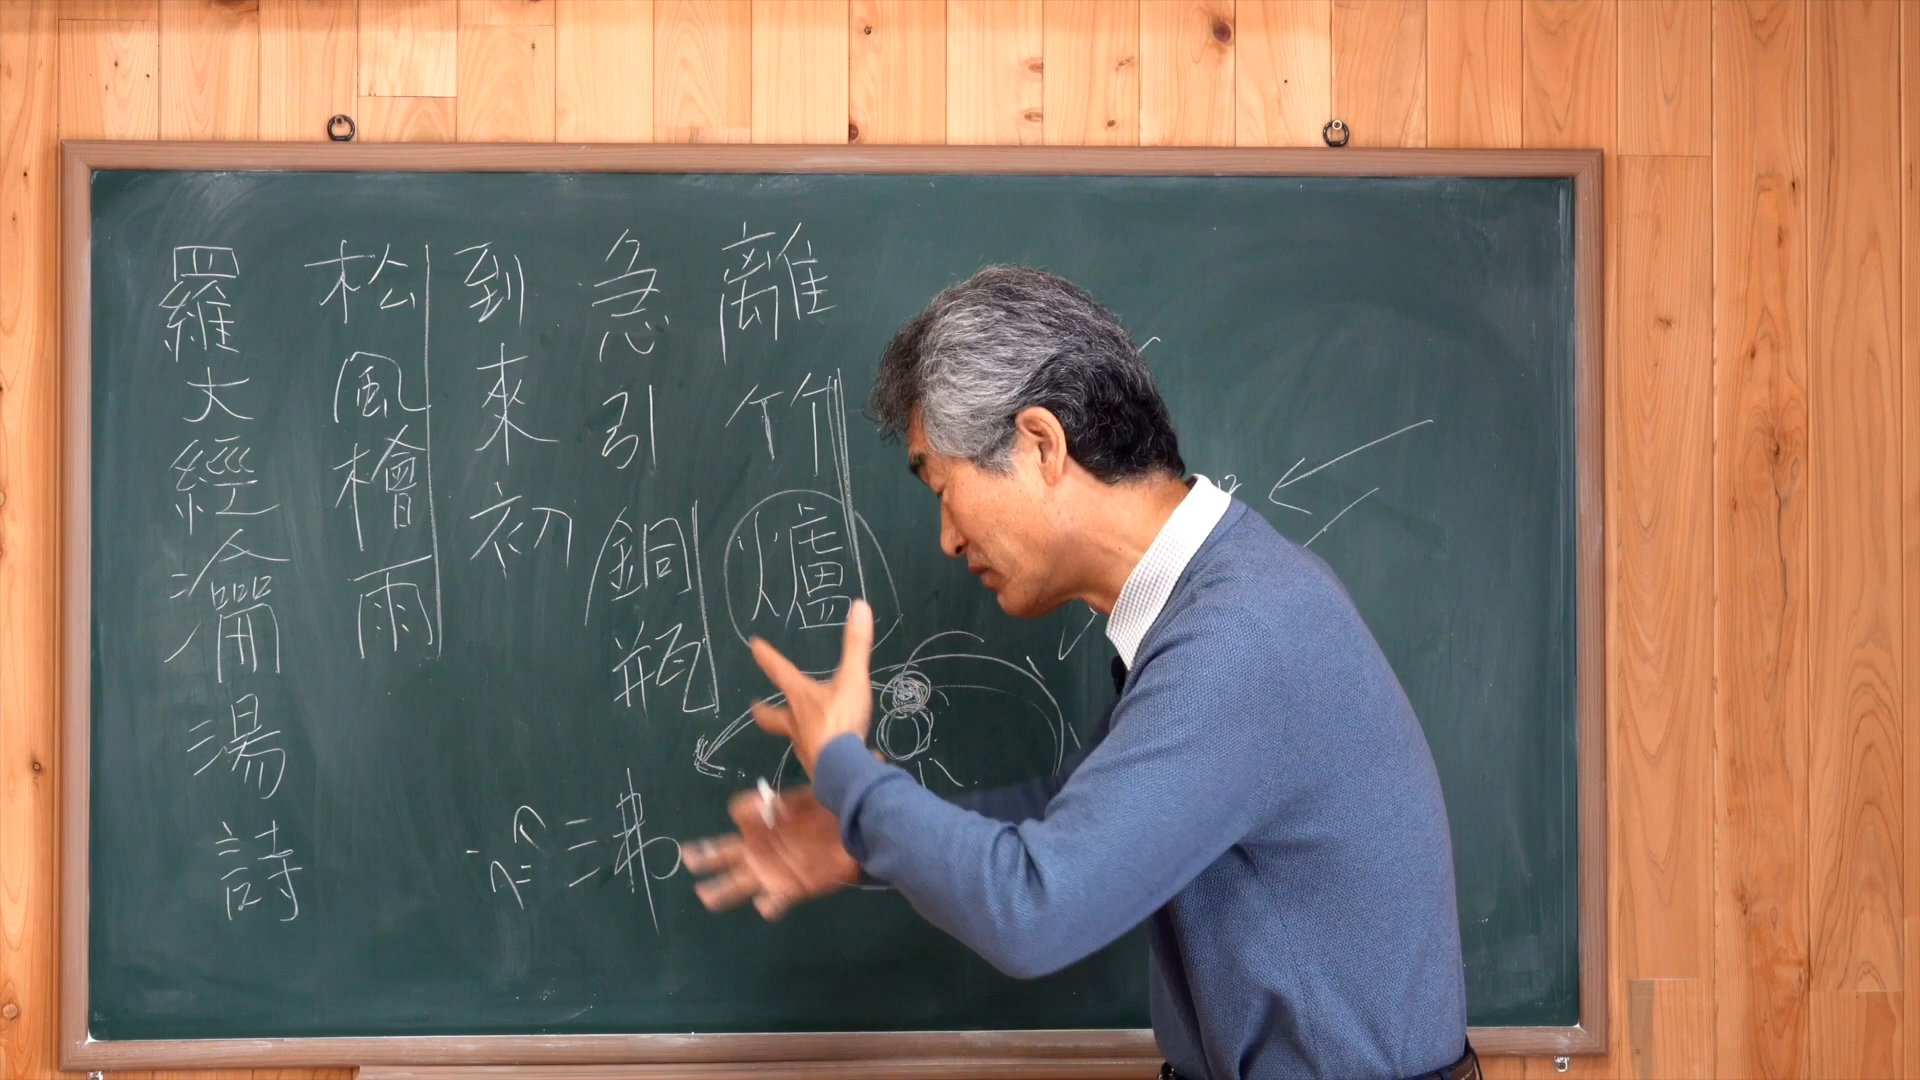 羅大經瀹湯詩
松風檜雨
到來初
急引銅瓶
離竹爐
沸